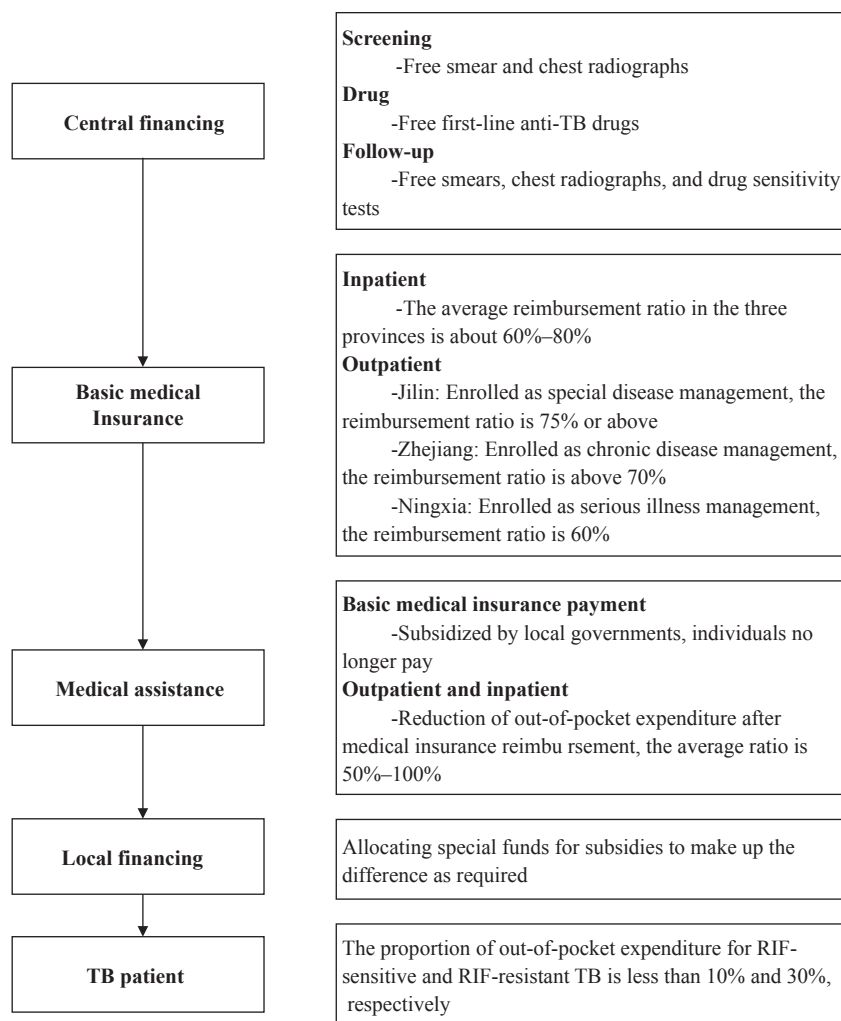 Central financing
Screening
-Free smear and chest radiographs
Drug
-Free first-line anti-TB drugs
Follow-up
-Free smears, chest radiographs, and drug sensitivity
tests
Basic medical
Insurance
Inpatient
-The average reimbursement ratio in the three
provinces is about 60%–80%
Outpatient
-Jilin: Enrolled as special disease management, the
reimbursement ratio is 75% or above
-Zhejiang: Enrolled as chronic disease management,
the reimbursement ratio is above 70%
-Ningxia: Enrolled as serious illness management,
the reimbursement ratio is 60%
Medical assistance
Basic medical insurance payment
-Subsidized by local governments, individuals no
longer pay
Outpatient and inpatient
-Reduction of out-of-pocket expenditure after
medical insurance reimbu rsement, the average ratio is
50%–100%
Local financing
Allocating special funds for subsidies to make up the
difference as required
TB patient
The proportion of out-of-pocket expenditure for RIF-
sensitive and RIF-resistant TB is less than 10% and 30%,
respectively